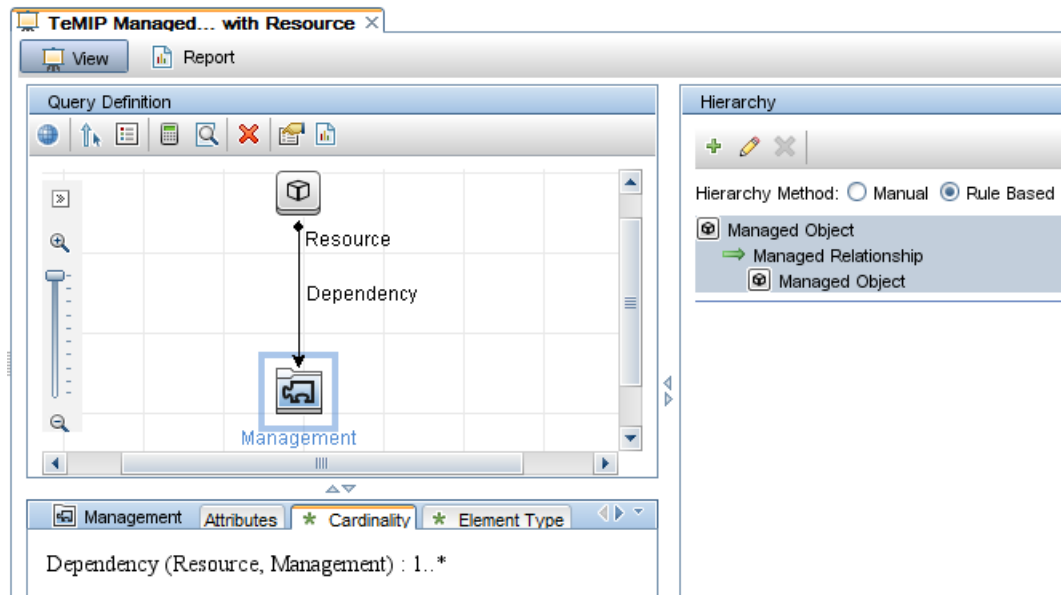 TeMIP Managed... with Resource
View Report
Query Definition
Resource
Dependency
Management
Management Attributes * Cardinality * Element Type
Dependency (Resource, Management) : 1..*
Hierarchy
Hierarchy Method: Manual Rule Based
Managed Object
Managed Relationship
Managed Object